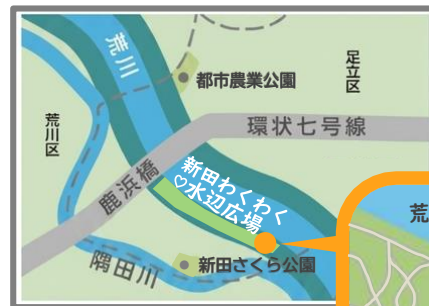 荒川
足立区
都市農業公園
荒川区
環状七号線
鹿浜橋
新田わくわく
♡水辺広場
荒
隅田川
新田さくら公園